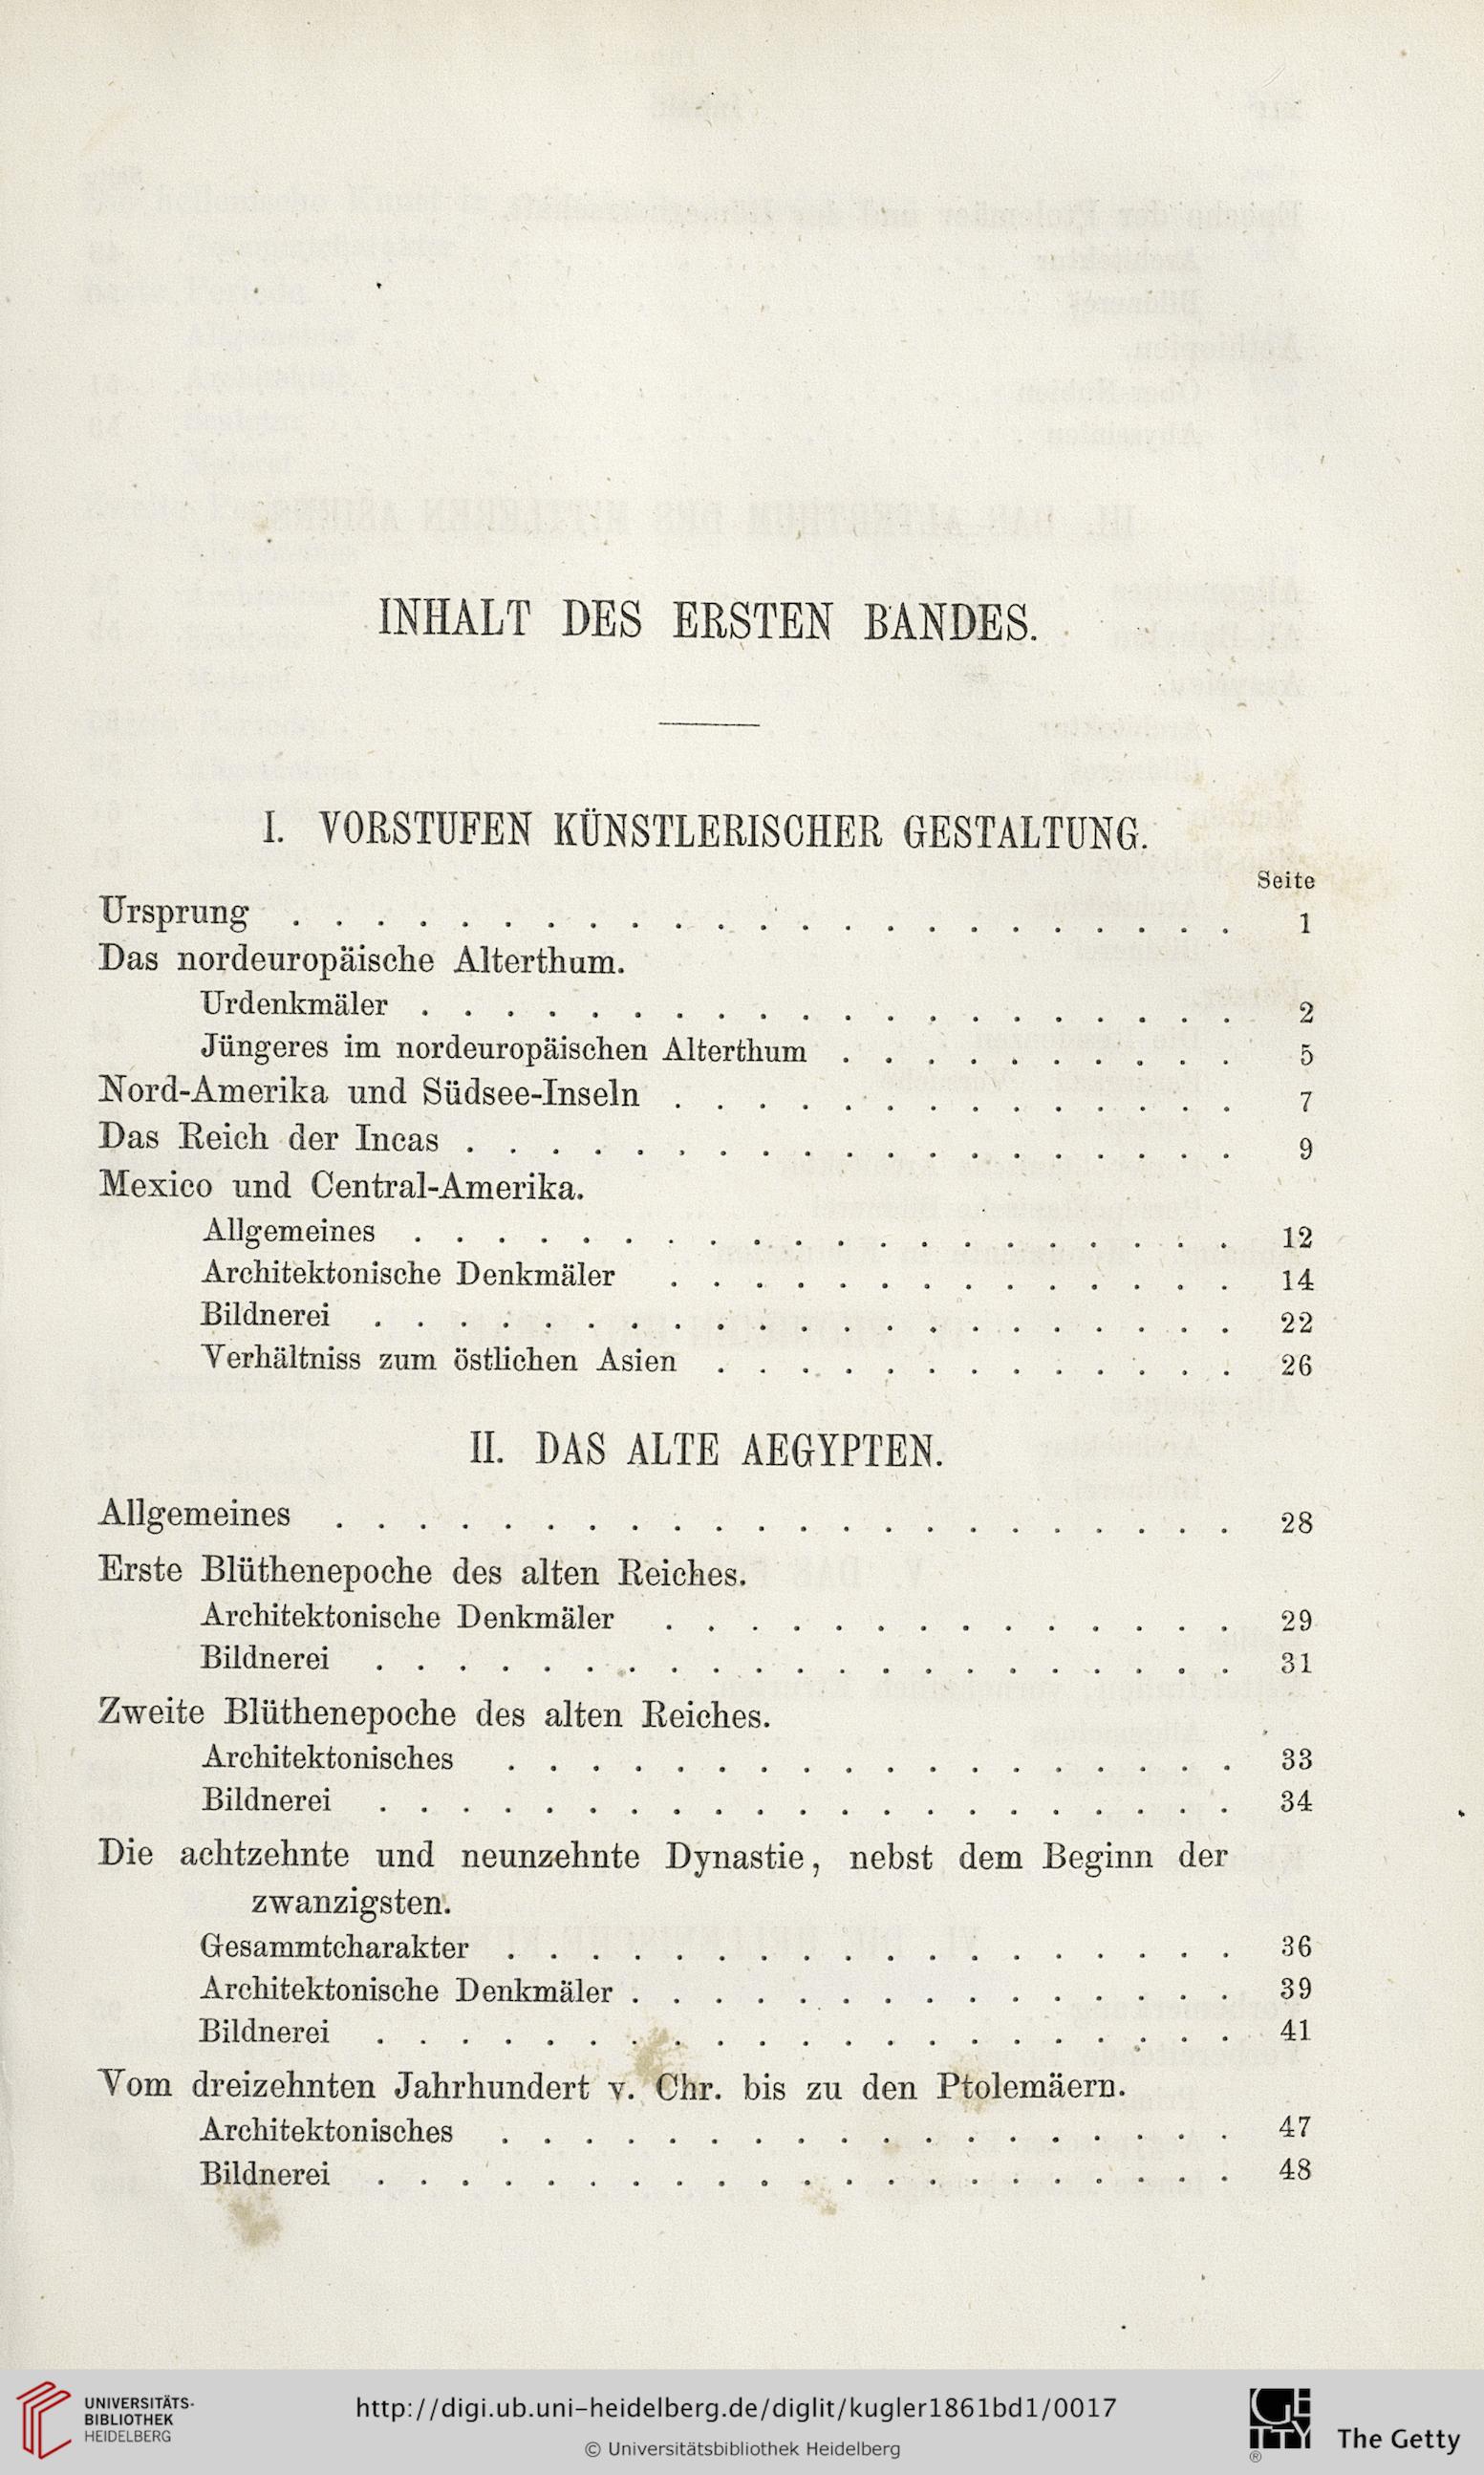 INHALT DES ERSTEN BANDES.
I. VORSTUFEN KÜNSTLERISCHER GESTALTUNG.
Seite
Ursprung . . . . . . . . . . . . . . . . . . . . . . . 1
Das nordeuropäische Alterthum.
Urdenkmäler . . . . . . . . . . . . . . . . . . . . 2
Jüngeres im nordeuropäischen Alterthum . . . . . . . . . . 5
Nord-Amerika und Südsee-Inseln . . . . . . . . . . . . . . 7
Das Reich der Incas . . . . . . . . . . . . . . . . . . . 9
Mexico und Central-Amerika.
Allgemeines . . . . . . . . . . . . . . . . . . . . 12
Architektonische Denkmäler . . . . . . . . . . . . . . 14
Bildnerei . . . . . . . . . . . . . . . . . . . . . 22
Verhältniss zum östlichen Asien . . . . . . . . . . . . . 26
II. DAS ALTE AEGYPTEN.
Allgemeines . . . . . . . . . . . . . . . . . . . . . . 28
Erste Blüthenepoche des alten Reiches.
Architektonische Denkmäler . . . . . . . . . . . . . . 29
Bildnerei . . . . . . . . . . . . . . . . . . . . . 31
Zweite Blüthenepoche des alten Reiches.
Architektonisches . . . . . . . . . . . . . . . . . . 33
Bildnerei . . . . . . . . . . . . . . . . . . . . . 34
Die achtzehnte und neunzehnte Dynastie, nebst dem Beginn der
zwanzigsten.
Gesammtcharakter . . . . . . . . . . . . . . . . . . 36
Architektonische Denkmäler . . . . . . . . . . . . . . . 39
Bildnerei . . . . . . . . . . . . . . . . . . . . . 41
Vom dreizehnten Jahrhundert v. Chr. bis zu den Ptolemäern.
Architektonisches . . . . . . . . . . . . . . . . . . 47
Bildnerei . . . . . . . . . . . . . . . . . . . . . 48
UNIVERSITÄTS-
BIBLIOTHEK
HEIDELBERG
http://digi.ub.uni-heidelberg.de/diglit/kugler1861bd1/0017
© Universitätsbibliothek Heidelberg
GETTY
®
The Getty